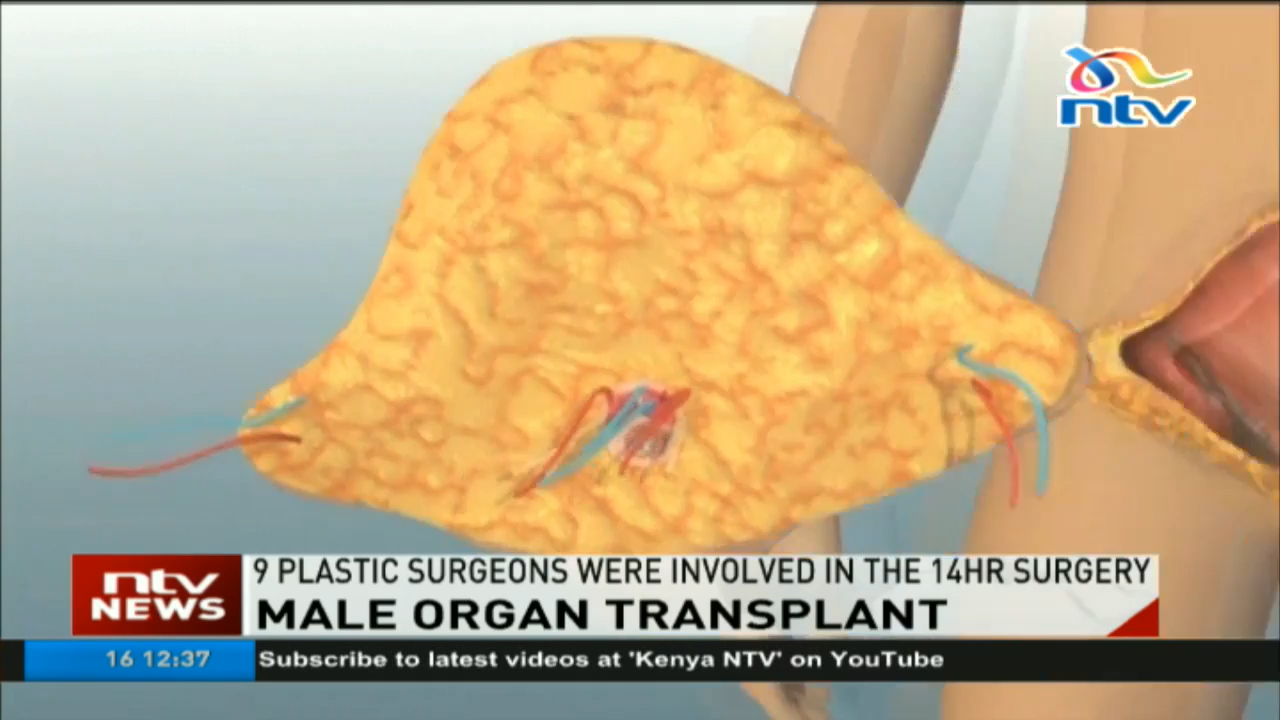 ntv
ntv
NEWS
9 PLASTIC SURGEONS WERE INVOLVED IN THE 14HR SURGERY
MALE ORGAN TRANSPLANT
16 12:37
Subscribe to latest videos at 'Kenya NTV' on YouTube